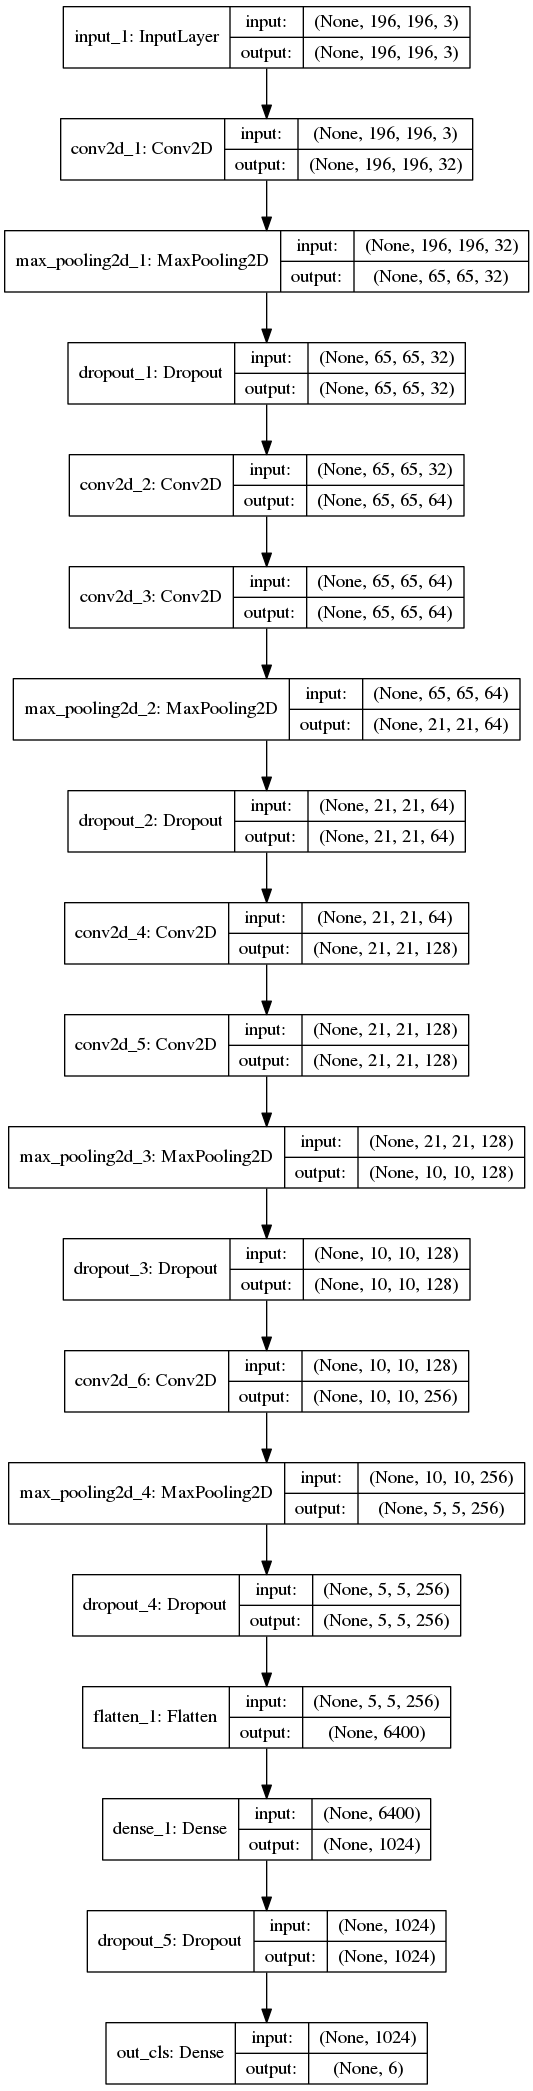 input_1: InputLayer
input: (None, 196, 196, 3)
output: (None, 196, 196, 3)
conv2d_1: Conv2D
input: (None, 196, 196, 3)
output: (None, 196, 196, 32)
max_pooling2d_1: MaxPooling2D
input: (None, 196, 196, 32)
output: (None, 65, 65, 32)
dropout_1: Dropout
input: (None, 65, 65, 32)
output: (None, 65, 65, 32)
conv2d_2: Conv2D
input: (None, 65, 65, 32)
output: (None, 65, 65, 64)
conv2d_3: Conv2D
input: (None, 65, 65, 64)
output: (None, 65, 65, 64)
max_pooling2d_2: MaxPooling2D
input: (None, 65, 65, 64)
output: (None, 21, 21, 64)
dropout_2: Dropout
input: (None, 21, 21, 64)
output: (None, 21, 21, 64)
conv2d_4: Conv2D
input: (None, 21, 21, 64)
output: (None, 21, 21, 128)
conv2d_5: Conv2D
input: (None, 21, 21, 128)
output: (None, 21, 21, 128)
max_pooling2d_3: MaxPooling2D
input: (None, 21, 21, 128)
output: (None, 10, 10, 128)
dropout_3: Dropout
input: (None, 10, 10, 128)
output: (None, 10, 10, 128)
conv2d_6: Conv2D
input: (None, 10, 10, 128)
output: (None, 10, 10, 256)
max_pooling2d_4: MaxPooling2D
input: (None, 10, 10, 256)
output: (None, 5, 5, 256)
dropout_4: Dropout
input: (None, 5, 5, 256)
output: (None, 5, 5, 256)
flatten_1: Flatten
input: (None, 5, 5, 256)
output: (None, 6400)
dense_1: Dense
input: (None, 6400)
output: (None, 1024)
dropout_5: Dropout
input: (None, 1024)
output: (None, 1024)
out_cls: Dense
input: (None, 1024)
output: (None, 6)